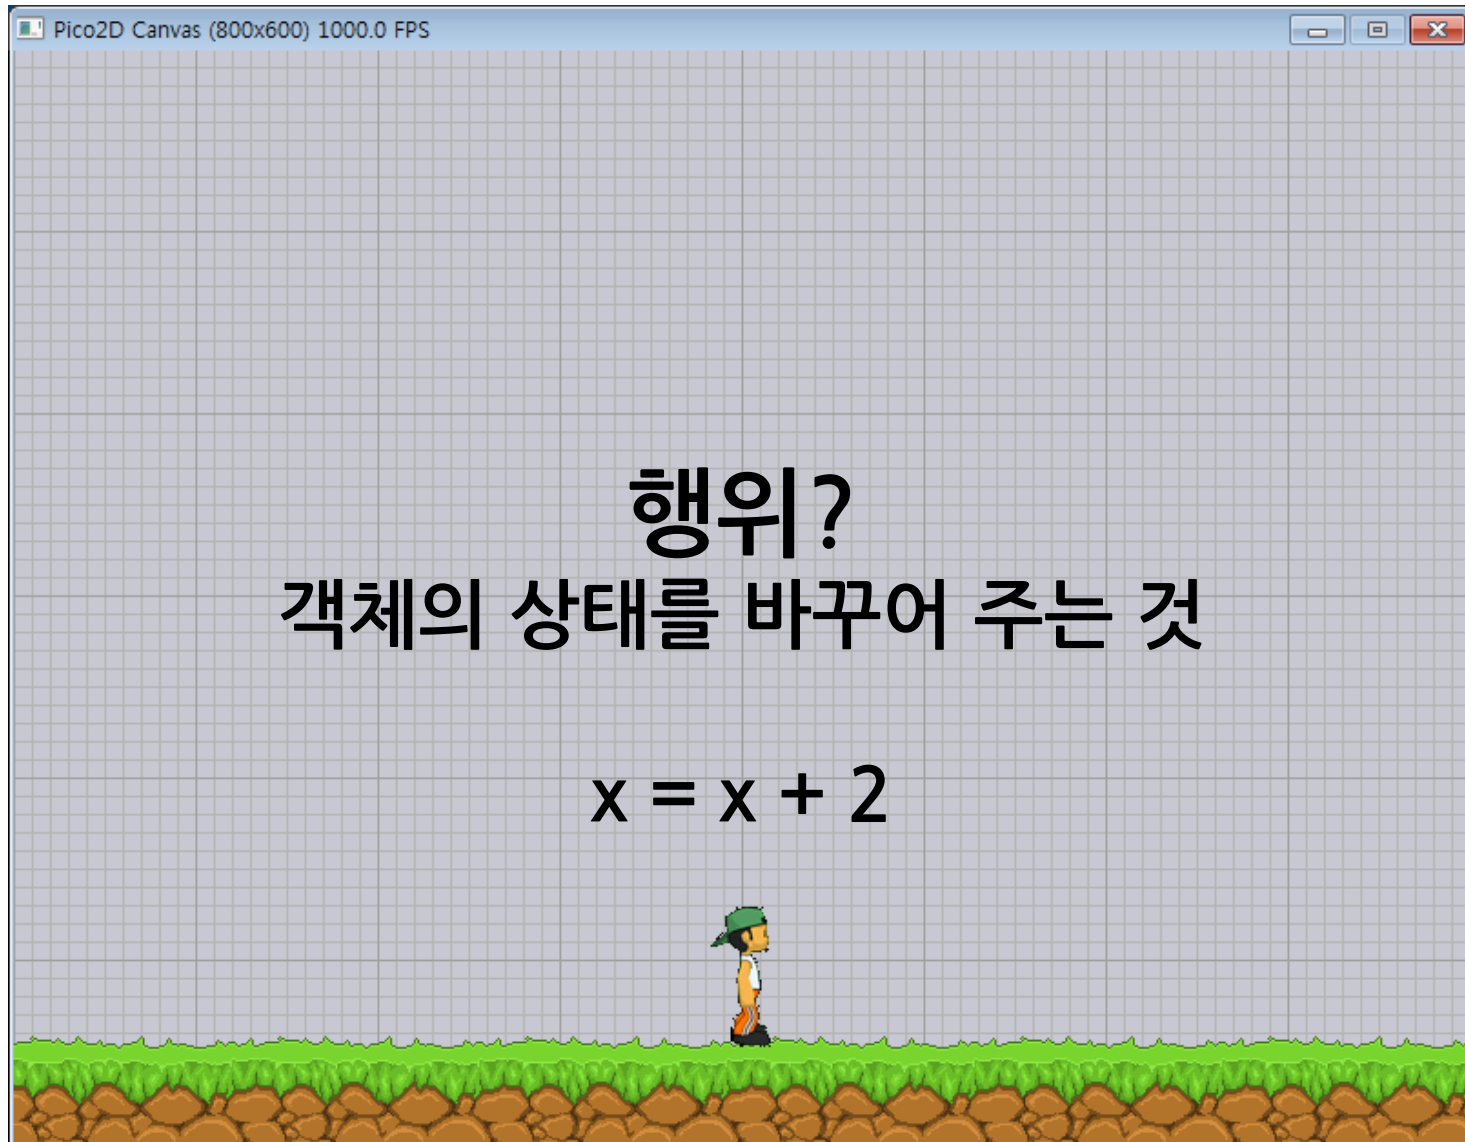 Pico2D Canvas (800x600) 1000.0 FPS
행위?
객체의 상태를 바꾸어 주는 것
x = x + 2